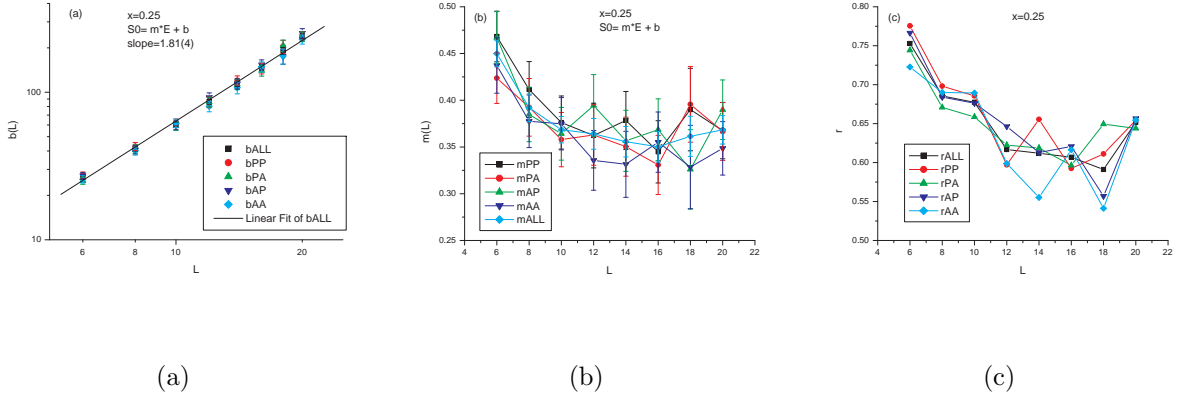 (a)
x=0.25
S0= m*E + b
slope=1.81(4)
100
10
b(L)
6
8
10
20
L
bALL
bPP
bPA
bAP
bAA
Linear Fit of bALL
(b)
x=0.25
S0= m*E + b
0.50
0.45
0.40
0.35
0.30
0.25
m(L)
4
6
8
10
12
14
16
18
20
22
L
mPP
mPA
mAP
mAA
mALL
(c)
x=0.25
0.80
0.75
0.70
0.65
0.60
0.55
0.50
r
4
6
8
10
12
14
16
18
20
22
L
rALL
rPP
rPA
rAP
rAA
(a)
(b)
(c)